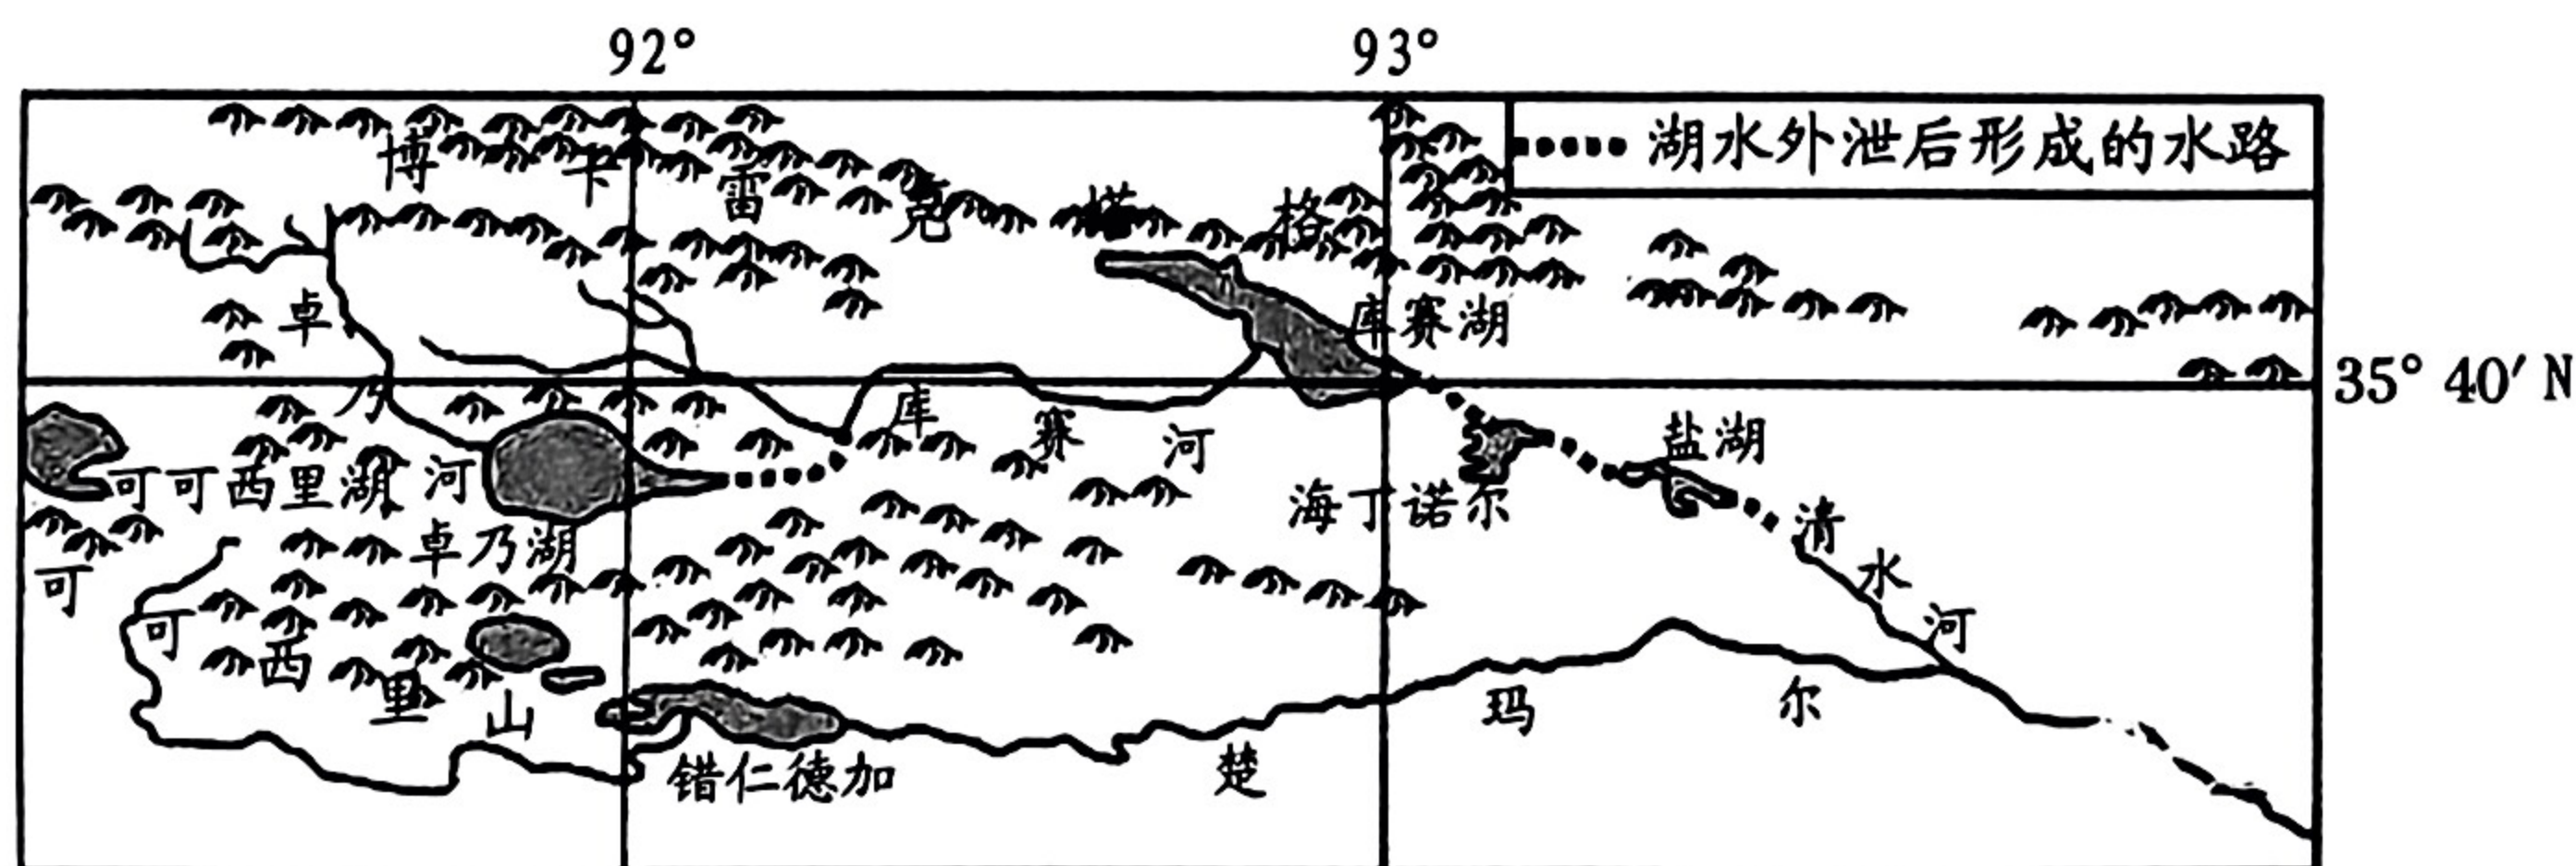 92°
93°
湖水外泄后形成的水路
博卡雷克塔格
库赛湖
卓乃河
35° 40′ N
库赛河
盐湖
可可西里湖
海丁诺尔
清水河
卓乃湖
可可西里山
错仁德加
楚玛尔